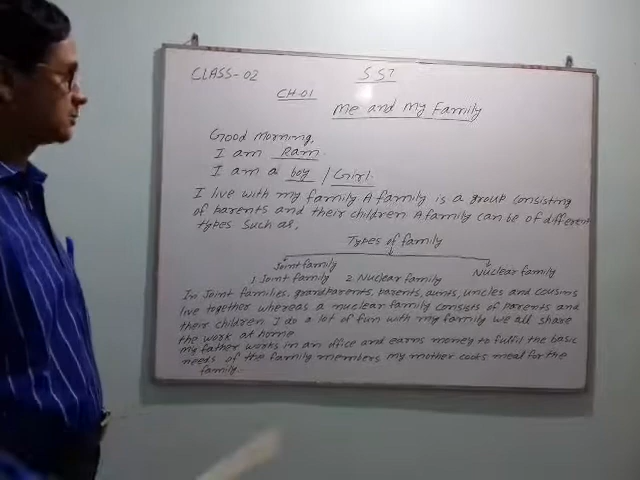 CLASS-02
SST
CH-01
Me and My Family
Good Morning,
I am Ram.
I am a boy / Girl.
I live with my family A family is a group consisting
of parents and their children A family can be of different
types such as,
Types of family
Joint family
Nuclear family
1. Joint family 2. Nuclear family
In Joint families, grandparents, parents, aunts, uncles and cousins
live together whereas a nuclear family consists of parents and
their children I do a lot of fun with my family we all share
the work at home
my father works in an office and earns money to fulfil the basic
needs of the family members my mother cooks meal for the
family.